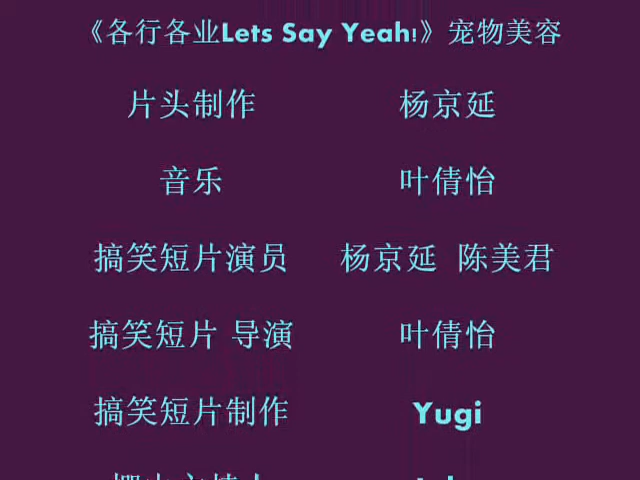 《各行各业Lets Say Yeah!》宠物美容
片头制作 杨京延
音乐 叶倩怡
搞笑短片演员 杨京延 陈美君
搞笑短片 导演 叶倩怡
搞笑短片制作 Yugi